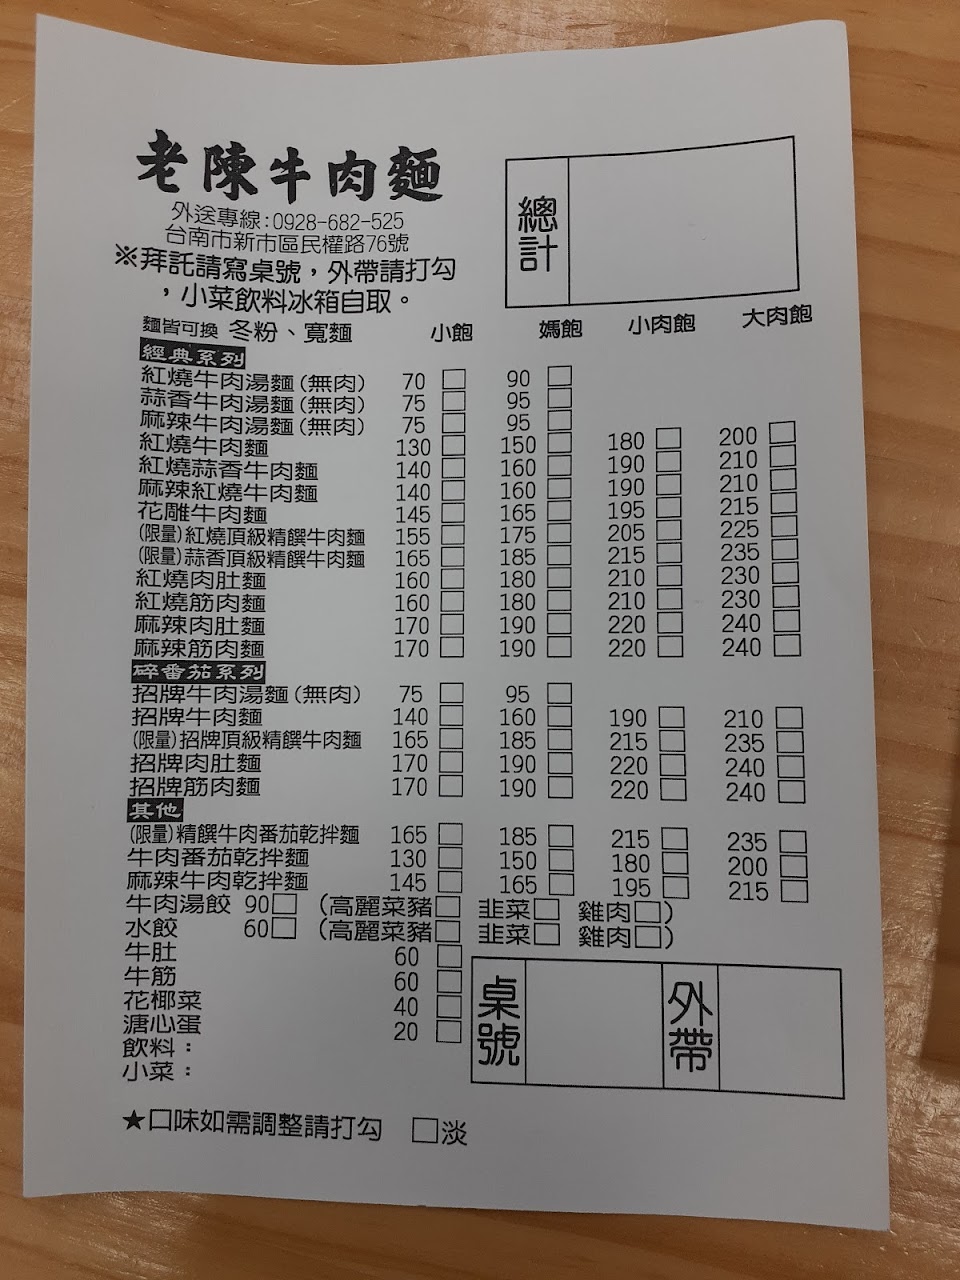 老陳牛肉麵
外送專線:0928-682-525
台南市新市區民權路76號
※拜託請寫桌號，外帶請打勾
，小菜飲料冰箱自取。
總計
麵皆可換 冬粉、寬麵 小飽 媽飽 小肉飽 大肉飽
經典系列
紅燒牛肉湯麵(無肉) 70□ 90□
蒜香牛肉湯麵(無肉) 75□ 95□
麻辣牛肉湯麵(無肉) 75□ 95□
紅燒牛肉麵 130□ 150□ 180□ 200□
紅燒蒜香牛肉麵 140□ 160□ 190□ 210□
麻辣紅燒牛肉麵 140□ 160□ 190□ 210□
花雕牛肉麵 145□ 165□ 195□ 215□
(限量)紅燒頂級精饌牛肉麵 155□ 175□ 205□ 225□
(限量)蒜香頂級精饌牛肉麵 165□ 185□ 215□ 235□
紅燒肉肚麵 160□ 180□ 210□ 230□
紅燒筋肉麵 160□ 180□ 210□ 230□
麻辣肉肚麵 170□ 190□ 220□ 240□
麻辣筋肉麵 170□ 190□ 220□ 240□
碎番茄系列
招牌牛肉湯麵(無肉) 75□ 95□
招牌牛肉麵 140□ 160□ 190□ 210□
(限量)招牌頂級精饌牛肉麵 165□ 185□ 215□ 235□
招牌肉肚麵 170□ 190□ 220□ 240□
招牌筋肉麵 170□ 190□ 220□ 240□
其他
(限量)精饌牛肉番茄乾拌麵 165□ 185□ 215□ 235□
牛肉番茄乾拌麵 130□ 150□ 180□ 200□
麻辣牛肉乾拌麵 145□ 165□ 195□ 215□
牛肉湯餃 90□ (高麗菜豬□ 韭菜□ 雞肉□)
水餃 60□ (高麗菜豬□ 韭菜□ 雞肉□)
牛肚 60□
牛筋 60□
花椰菜 40□
溏心蛋 20□
飲料：
小菜：
桌號 外帶
★口味如需調整請打勾 □淡